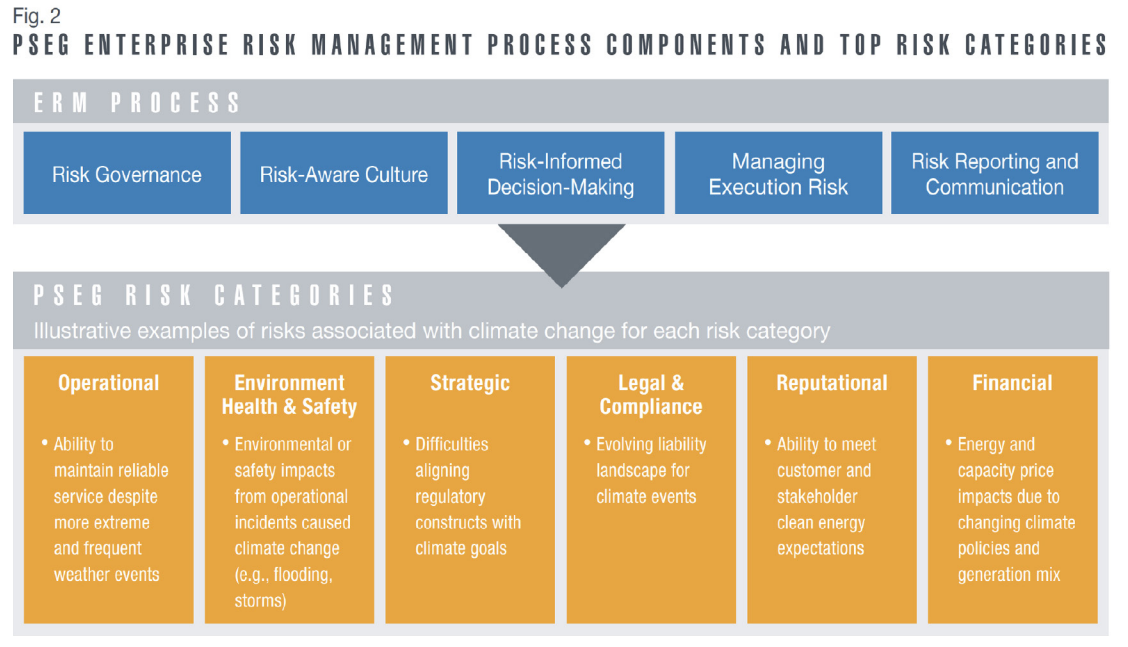 Fig. 2
PSEG ENTERPRISE RISK MANAGEMENT PROCESS COMPONENTS AND TOP RISK CATEGORIES
ERM PROCESS
Risk Governance
Risk-Aware Culture
Risk-Informed
Decision-Making
Managing
Execution Risk
Risk Reporting and
Communication
PSEG RISK CATEGORIES
Illustrative examples of risks associated with climate change for each risk category
Operational
• Ability to
maintain reliable
service despite
more extreme
and frequent
weather events
Environment
Health & Safety
• Environmental or
safety impacts
from operational
incidents caused
climate change
(e.g., flooding,
storms)
Strategic
• Difficulties
aligning
regulatory
constructs with
climate goals
Legal &
Compliance
• Evolving liability
landscape for
climate events
Reputational
• Ability to meet
customer and
stakeholder
clean energy
expectations
Financial
• Energy and
capacity price
impacts due to
changing climate
policies and
generation mix